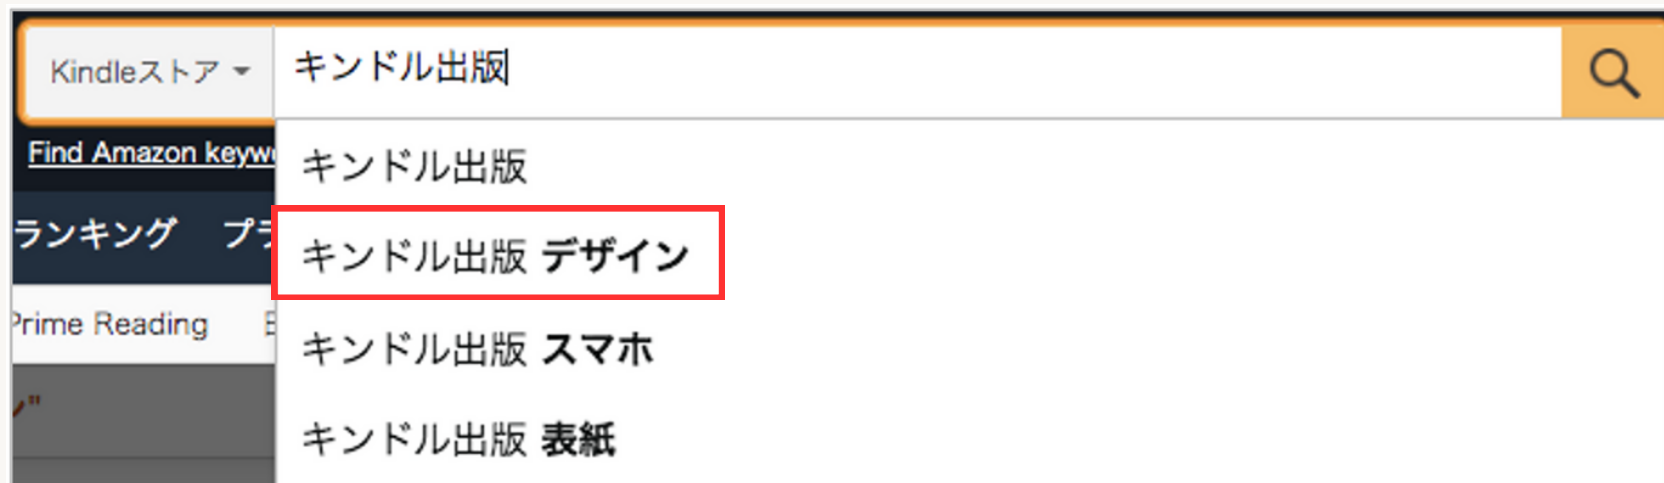 Kindleストア
キンドル出版
Find Amazon
キンドル出版
ランキング
キンドル出版 デザイン
Prime Reading
キンドル出版 スマホ
キンドル出版 表紙